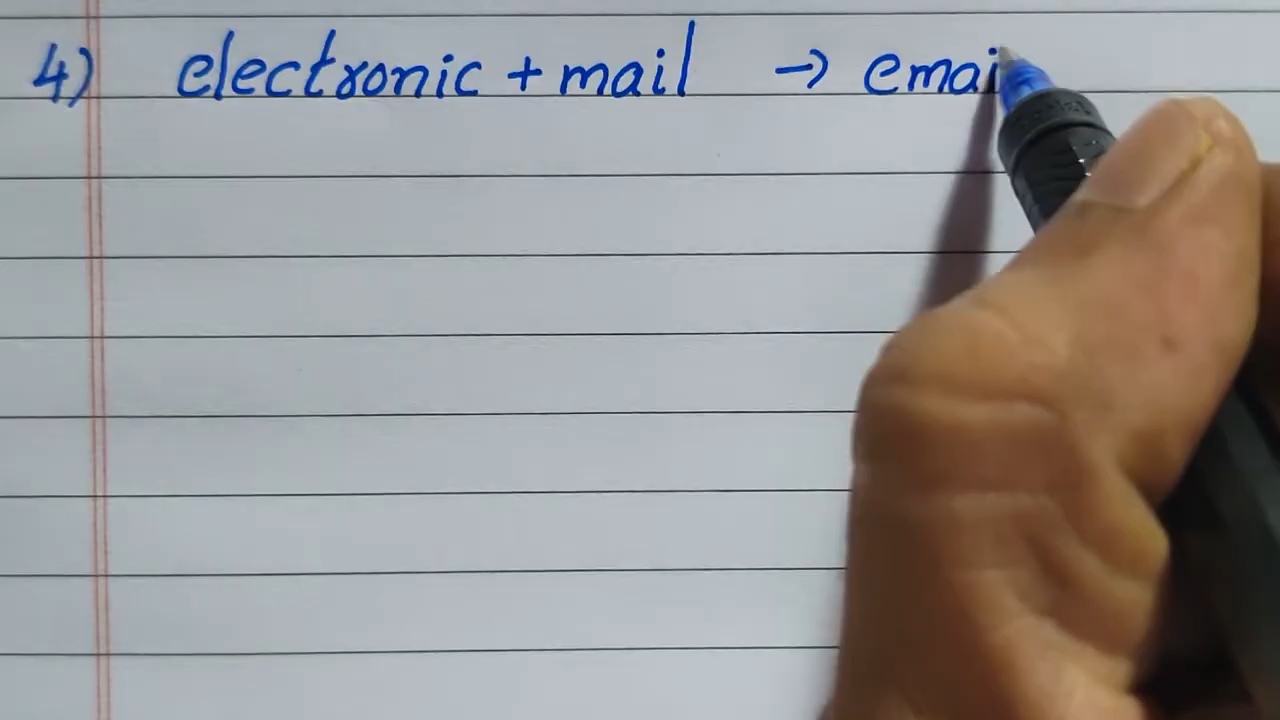 4) electronic + mail → emai